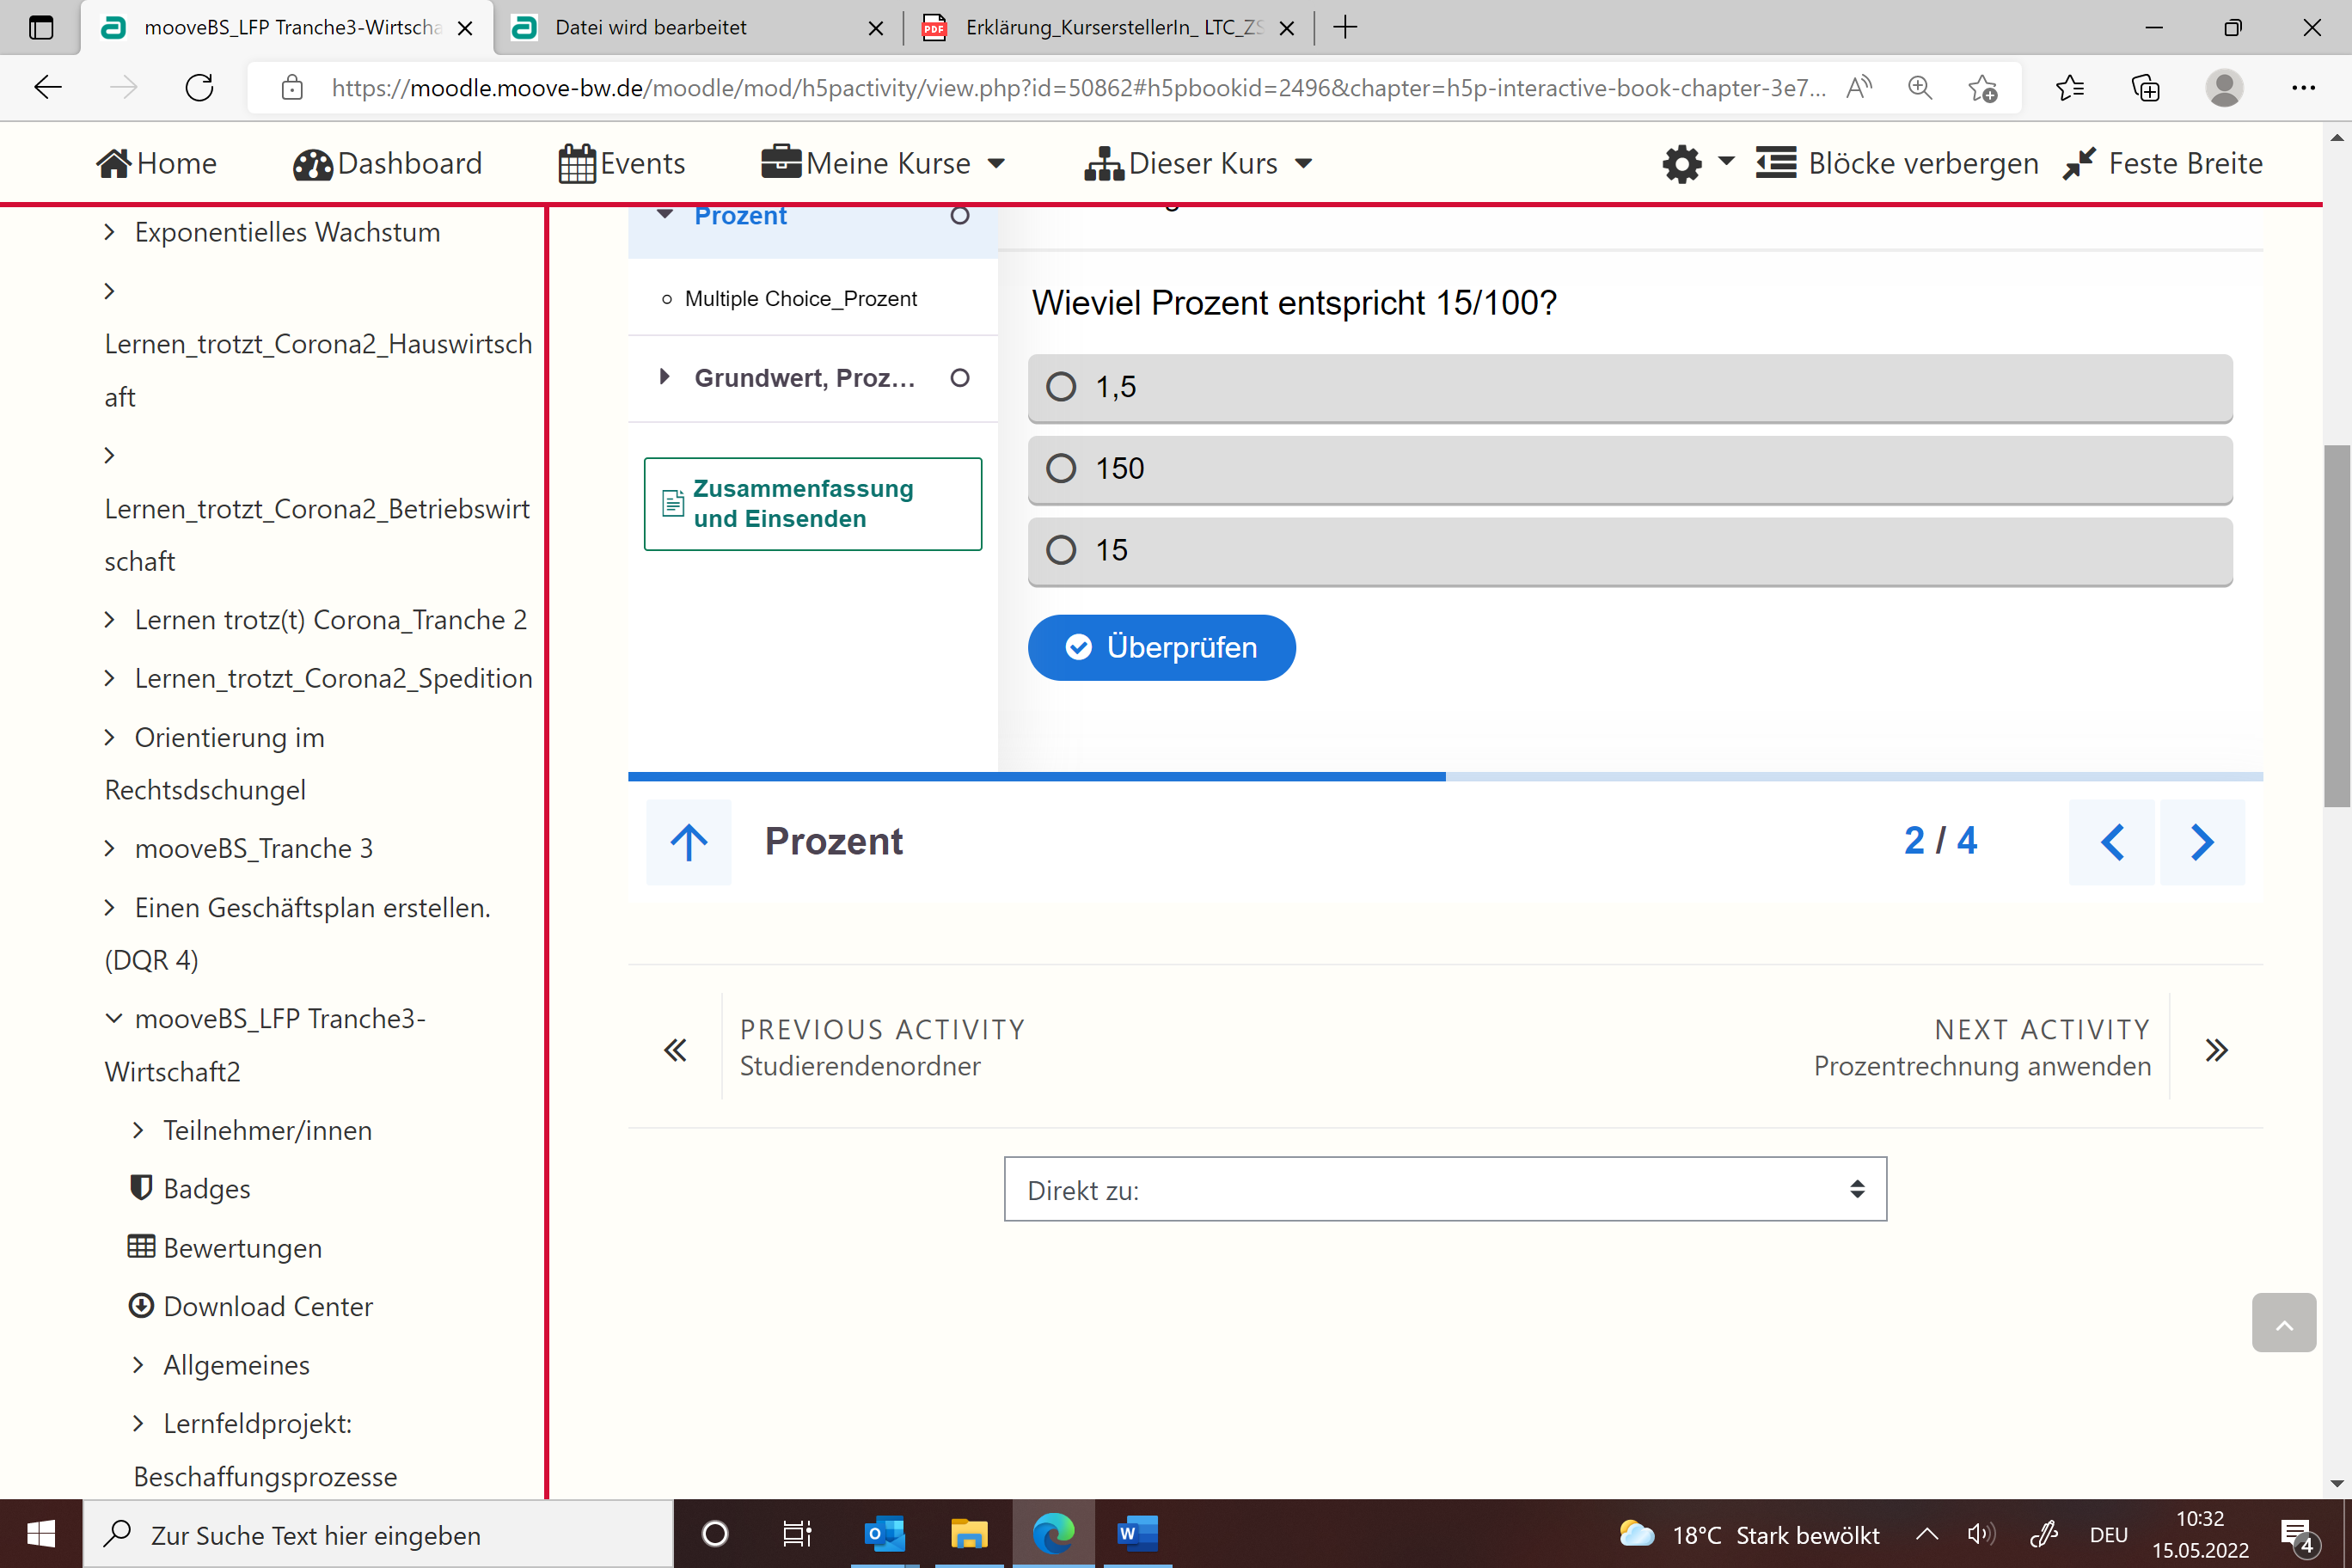 mooveBS_LFP Tranche3-Wirtscha
Datei wird bearbeitet
PDF
Erklärung_KurserstellerIn_ LTC_ZS
https://moodle.moove-bw.de/moodle/mod/h5pactivity/view.php?id=50862#h5pbookid=2496&chapter=h5p-interactive-book-chapter-3e7...
Home
Dashboard
Events
Meine Kurse
Dieser Kurs
Blöcke verbergen
Feste Breite
Exponentielles Wachstum
Lernen_trotzt_Corona2_Hauswirtsch
aft
Lernen_trotzt_Corona2_Betriebswirt
schaft
Lernen trotz(t) Corona_Tranche 2
Lernen_trotzt_Corona2_Spedition
Orientierung im
Rechtsdschungel
mooveBS_Tranche 3
Einen Geschäftsplan erstellen.
(DQR 4)
mooveBS_LFP Tranche3-
Wirtschaft2
Teilnehmer/innen
Badges
Bewertungen
Download Center
Allgemeines
Lernfeldprojekt:
Beschaffungsprozesse
Prozent
Multiple Choice_Prozent
Grundwert, Proz...
Zusammenfassung
und Einsenden
Wieviel Prozent entspricht 15/100?
1,5
150
15
Überprüfen
Prozent
2 / 4
PREVIOUS ACTIVITY
Studierendenordner
NEXT ACTIVITY
Prozentrechnung anwenden
Direkt zu:
Zur Suche Text hier eingeben
18°C Stark bewölkt
DEU
10:32
15.05.2022
4